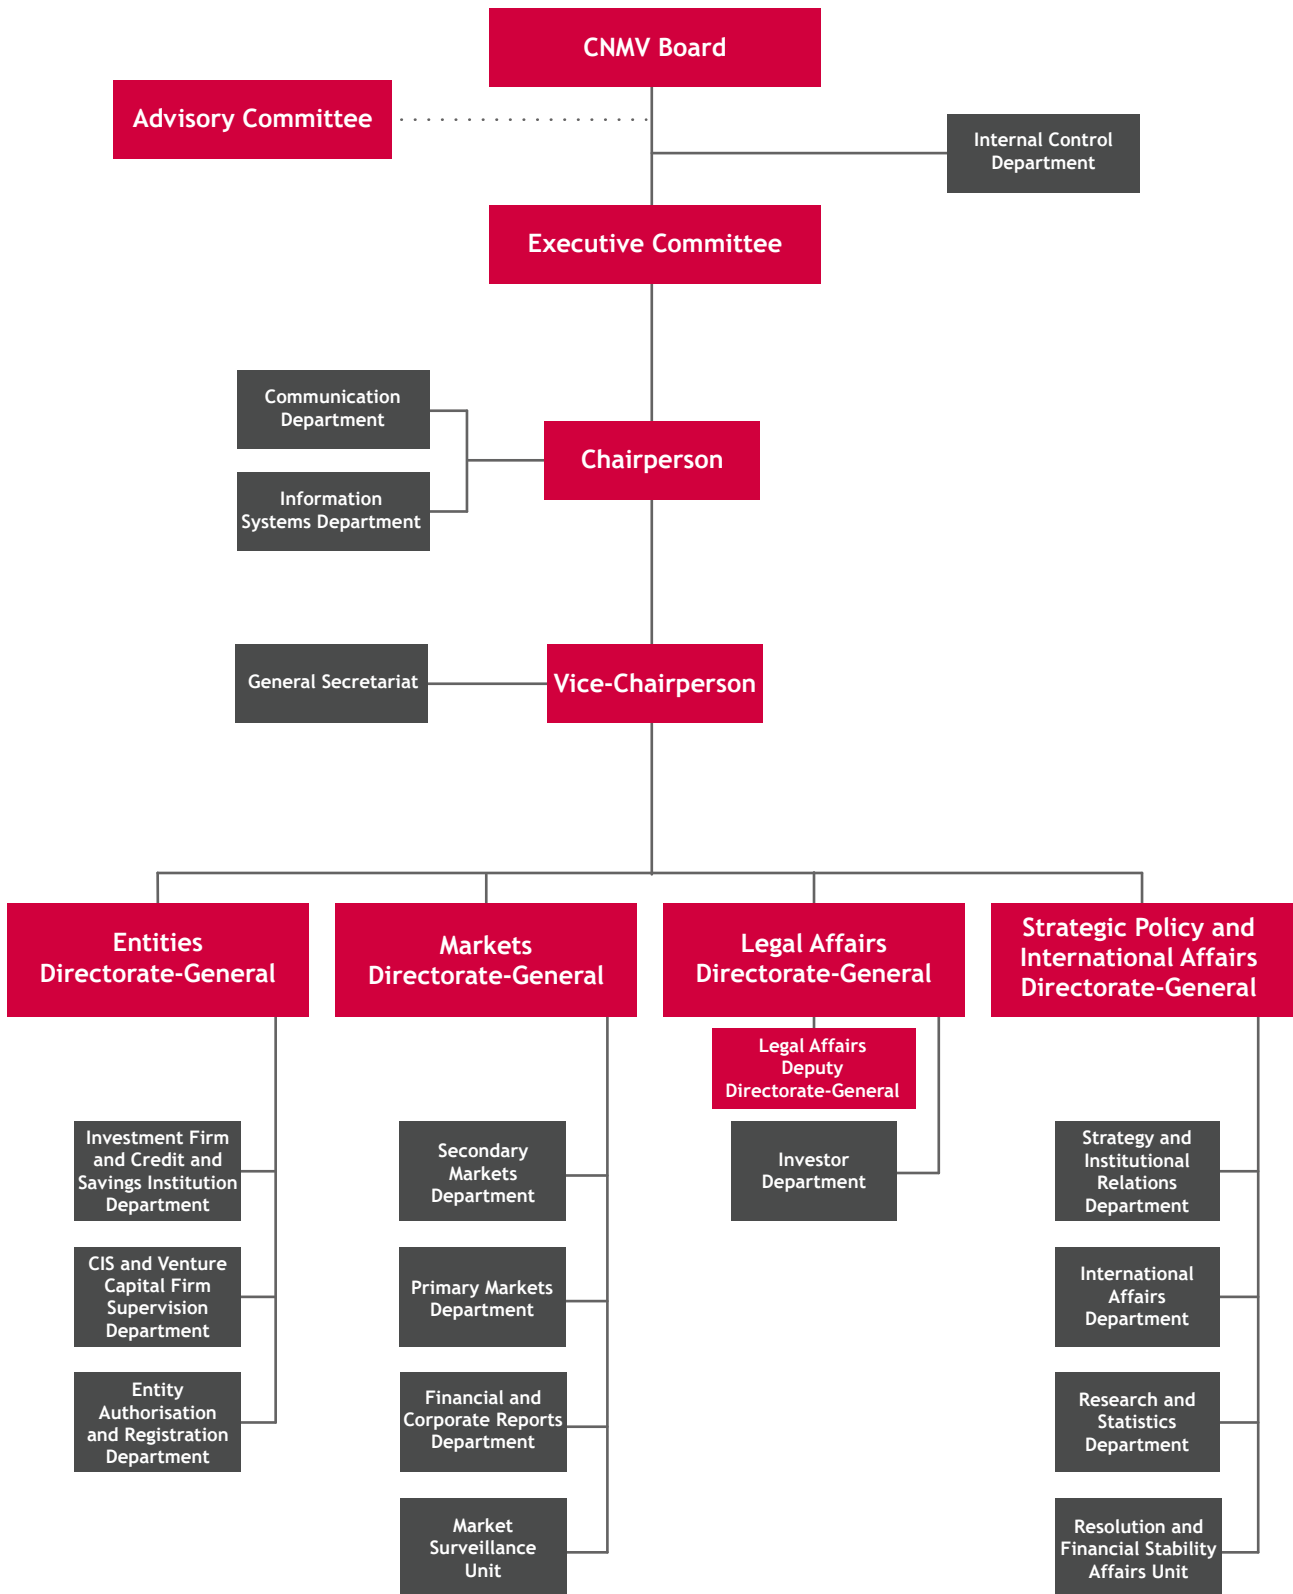 CNMV Board
Advisory Committee
Internal Control
Department
Executive Committee
Communication
Department
Chairperson
Information
Systems Department
General Secretariat
Vice-Chairperson
Entities
Directorate-General
Markets
Directorate-General
Legal Affairs
Directorate-General
Strategic Policy and
International Affairs
Directorate-General
Legal Affairs
Deputy
Directorate-General
Investment Firm
and Credit and
Savings Institution
Department
Secondary
Markets
Department
Investor
Department
Strategy and
Institutional
Relations
Department
CIS and Venture
Capital Firm
Supervision
Department
Primary Markets
Department
International
Affairs
Department
Entity
Authorisation
and Registration
Department
Financial and
Corporate Reports
Department
Research and
Statistics
Department
Market
Surveillance
Unit
Resolution and
Financial Stability
Affairs Unit